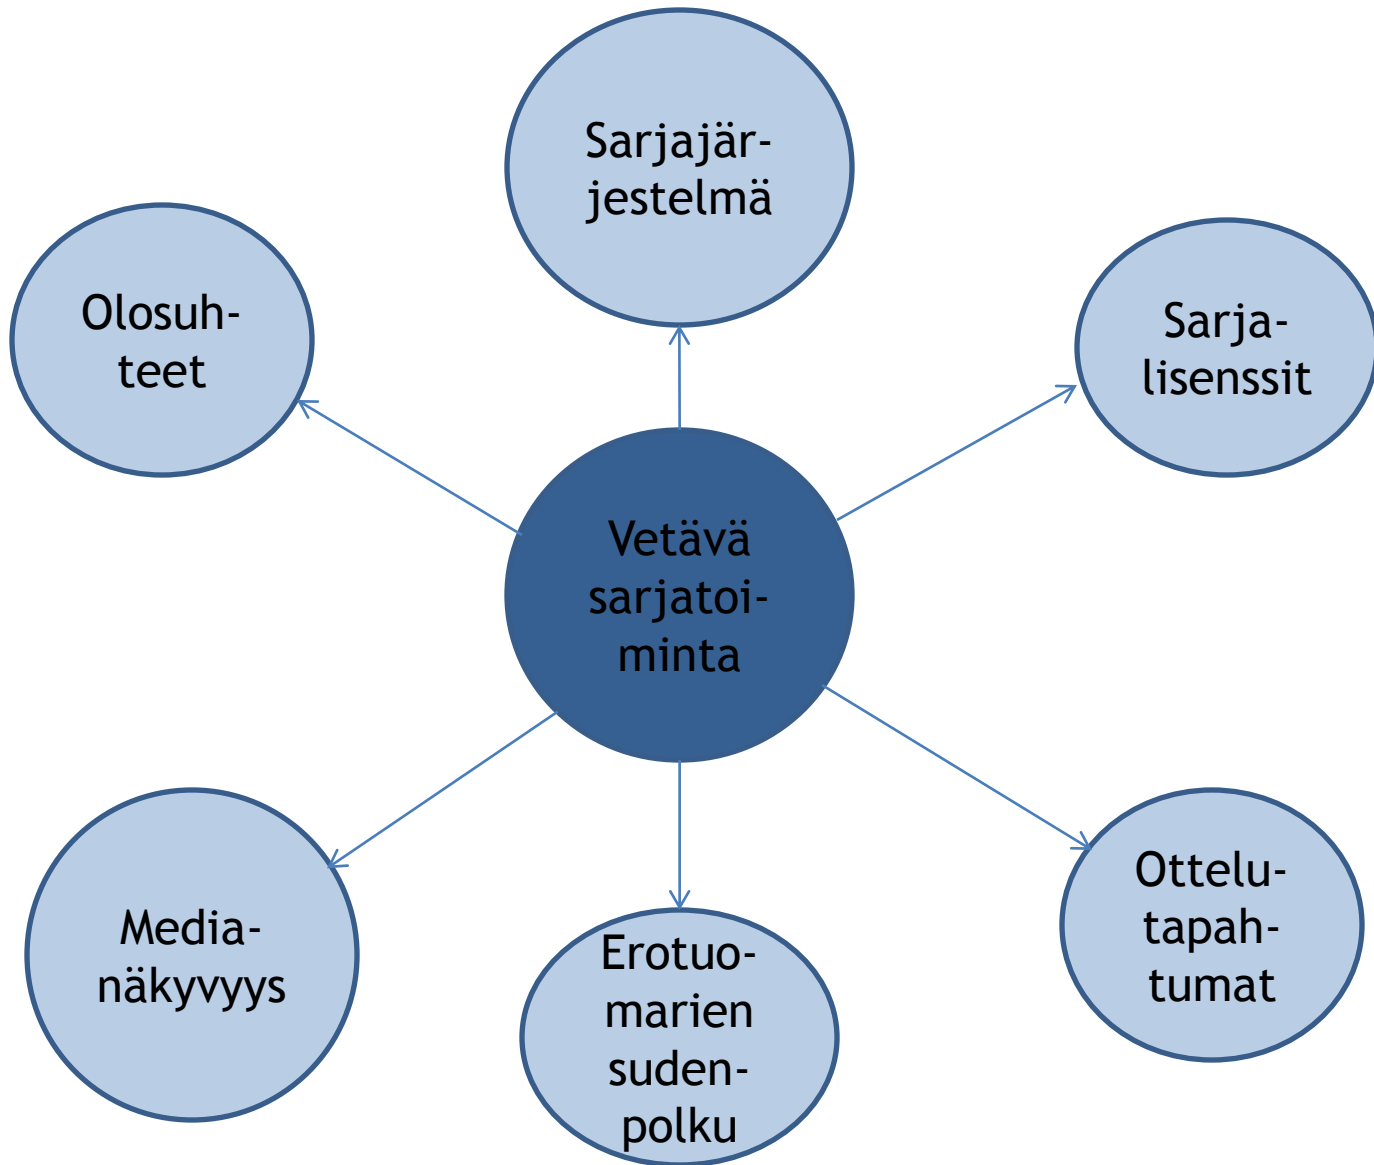 Sarjajär-
jestelmä
Olosuh-
teet
Sarja-
lisenssit
Vetävä
sarjatoi-
minta
Media-
näkyvyys
Erotuo-
marien
suden-
polku
Ottelu-
tapah-
tumat